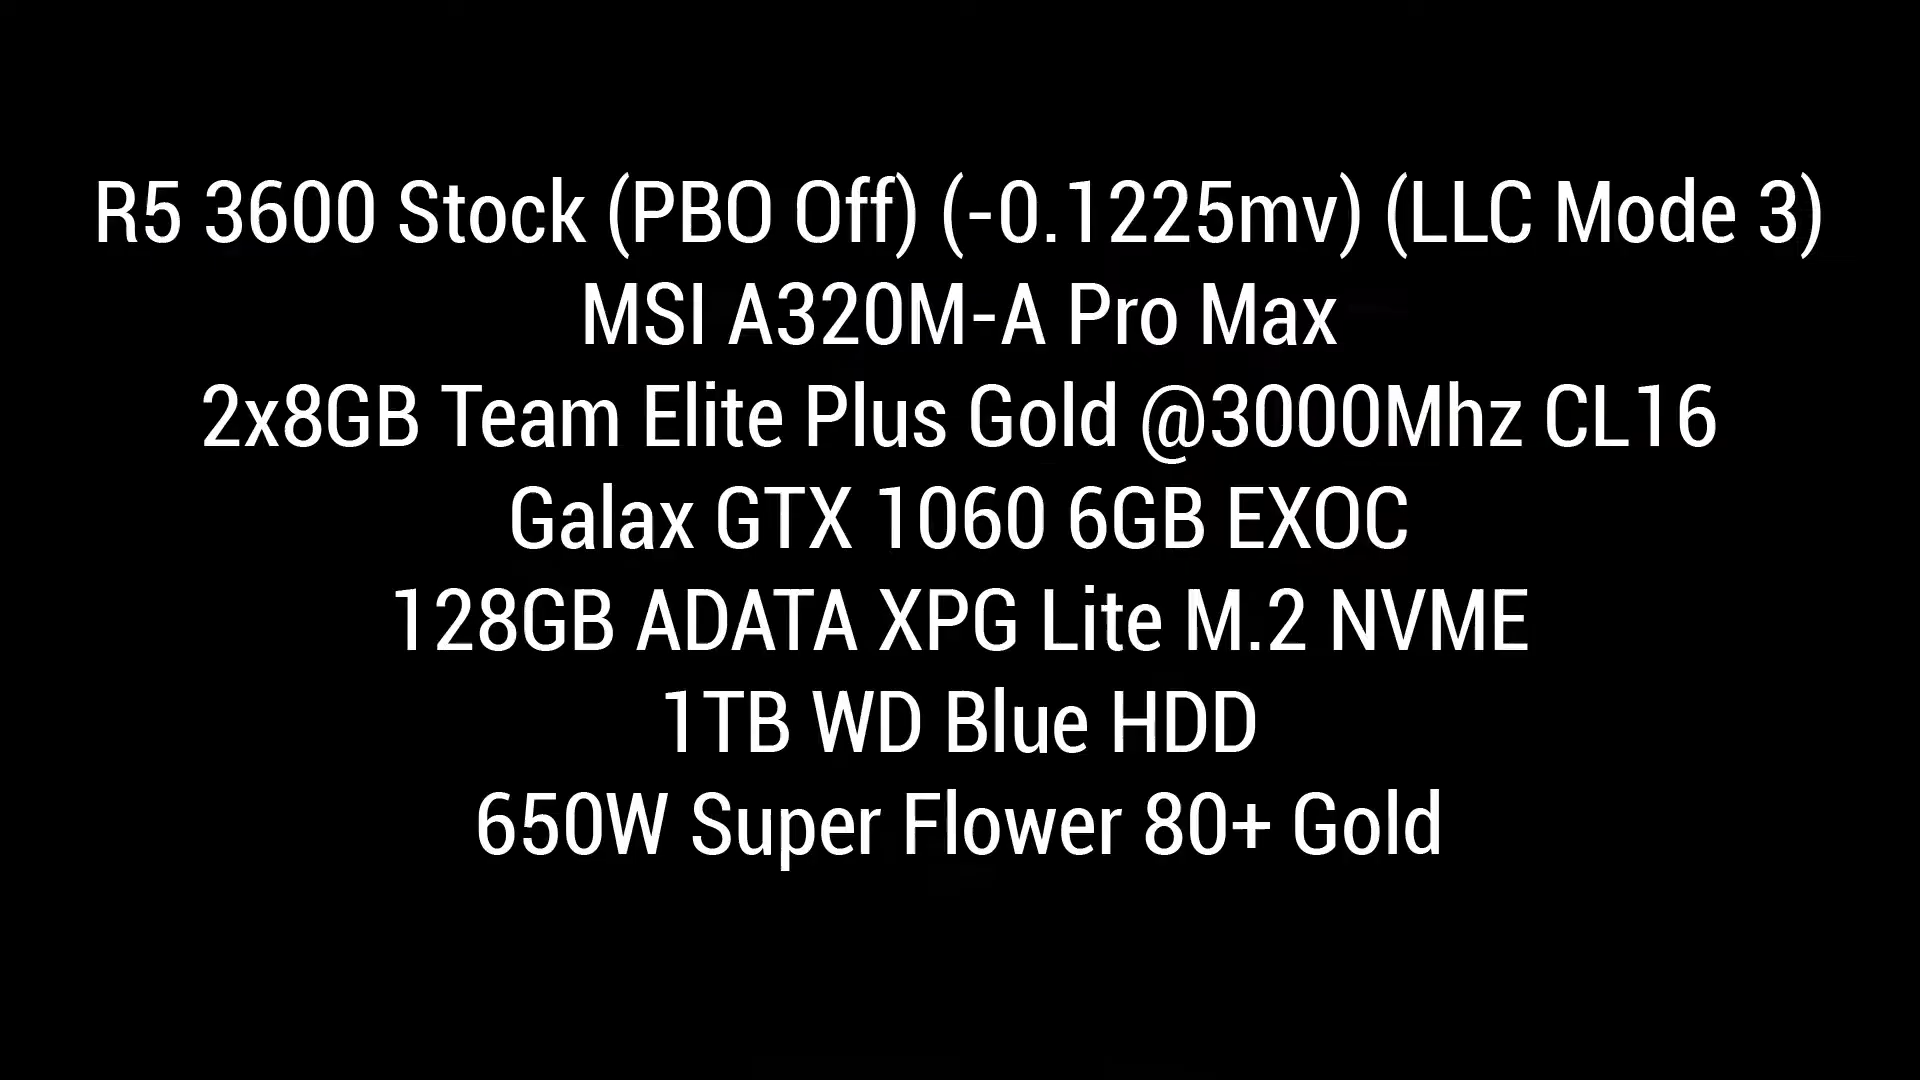 R5 3600 Stock (PBO Off) (-0.1225mv) (LLC Mode 3)
MSI A320M-A Pro Max
2x8GB Team Elite Plus Gold @3000Mhz CL16
Galax GTX 1060 6GB EXOC
128GB ADATA XPG Lite M.2 NVME
1TB WD Blue HDD
650W Super Flower 80+ Gold